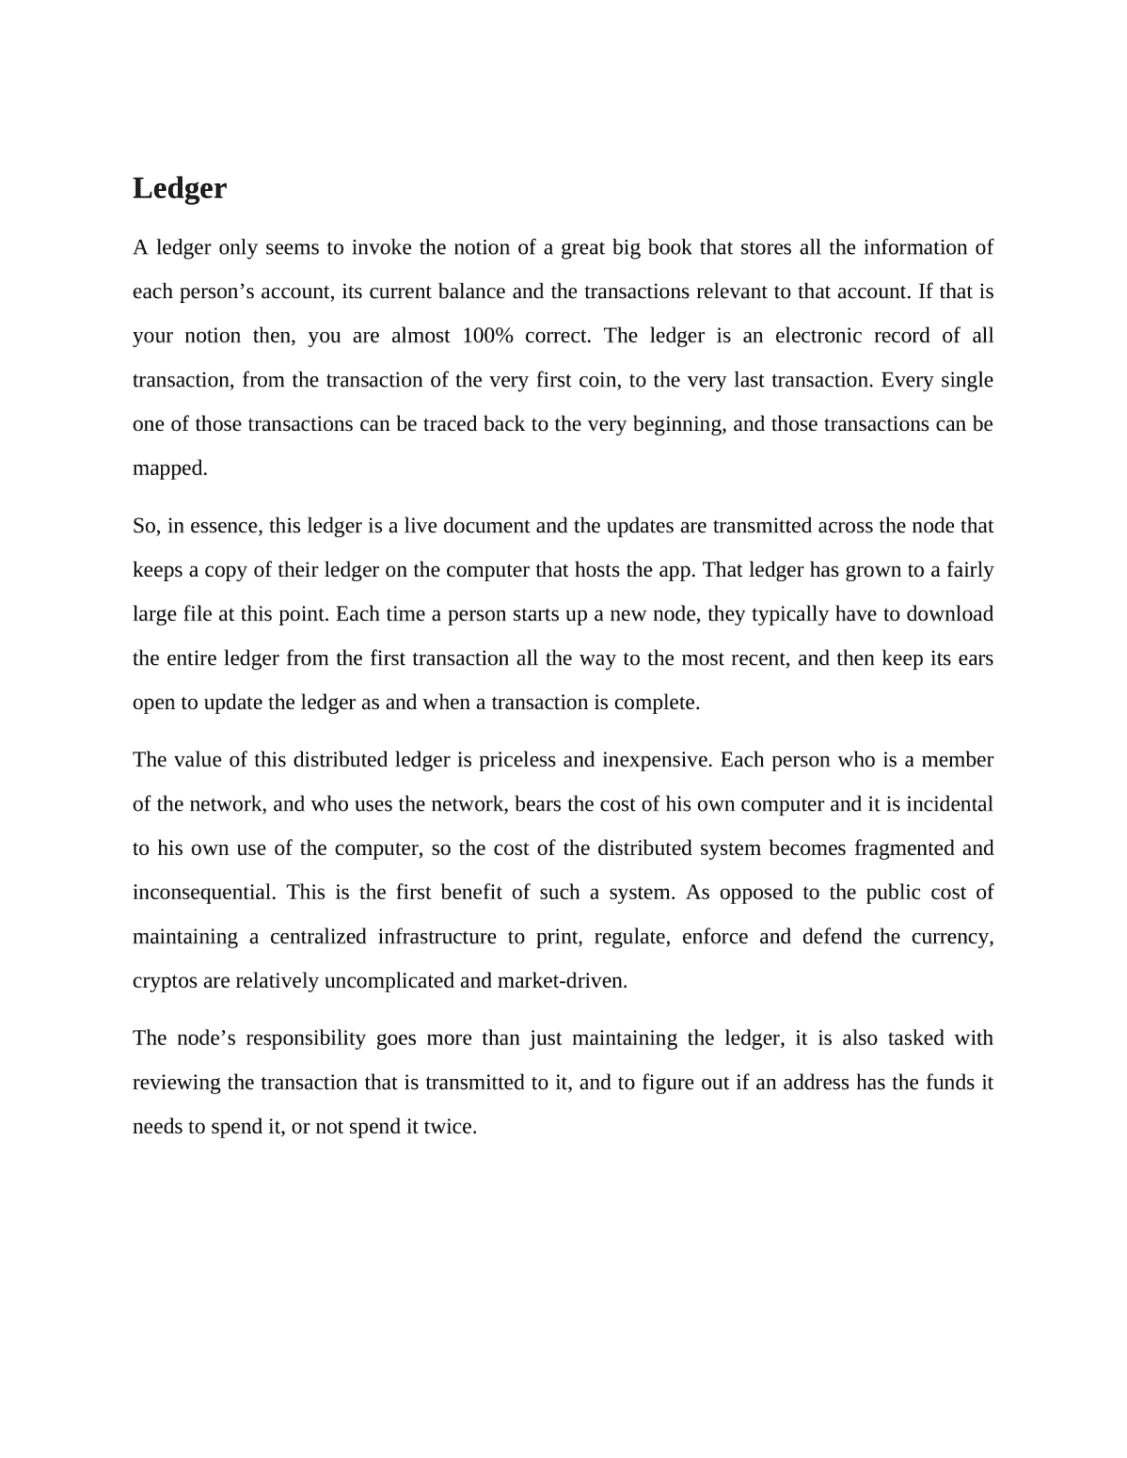 Ledger
A ledger only seems to invoke the notion of a great big book that stores all the information of
each person’s account, its current balance and the transactions relevant to that account. If that is
your notion then, you are almost 100% correct. The ledger is an electronic record of all
transaction, from the transaction of the very first coin, to the very last transaction. Every single
one of those transactions can be traced back to the very beginning, and those transactions can be
mapped.
So, in essence, this ledger is a live document and the updates are transmitted across the node that
keeps a copy of their ledger on the computer that hosts the app. That ledger has grown to a fairly
large file at this point. Each time a person starts up a new node, they typically have to download
the entire ledger from the first transaction all the way to the most recent, and then keep its ears
open to update the ledger as and when a transaction is complete.
The value of this distributed ledger is priceless and inexpensive. Each person who is a member
of the network, and who uses the network, bears the cost of his own computer and it is incidental
to his own use of the computer, so the cost of the distributed system becomes fragmented and
inconsequential. This is the first benefit of such a system. As opposed to the public cost of
maintaining a centralized infrastructure to print, regulate, enforce and defend the currency,
cryptos are relatively uncomplicated and market-driven.
The node’s responsibility goes more than just maintaining the ledger, it is also tasked with
reviewing the transaction that is transmitted to it, and to figure out if an address has the funds it
needs to spend it, or not spend it twice.